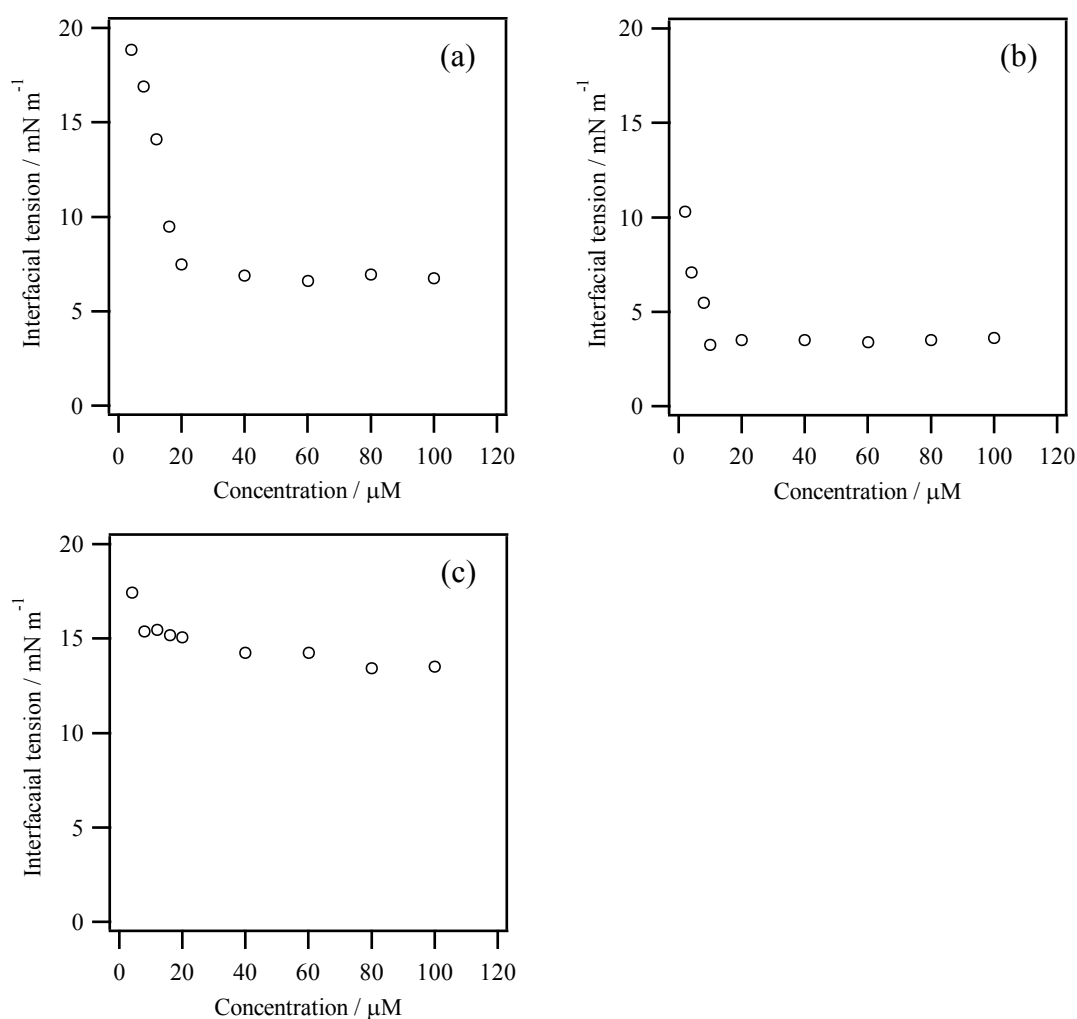 20
15
10
5
0
Interfacial tension / mN m-1
(a)
0 20 40 60 80 100 120
Concentration / μM
20
15
10
5
0
Interfacial tension / mN m-1
(b)
0 20 40 60 80 100 120
Concentration / μM
20
15
10
5
0
Interfacaial tension / mN m-1
(c)
0 20 40 60 80 100 120
Concentration / μM